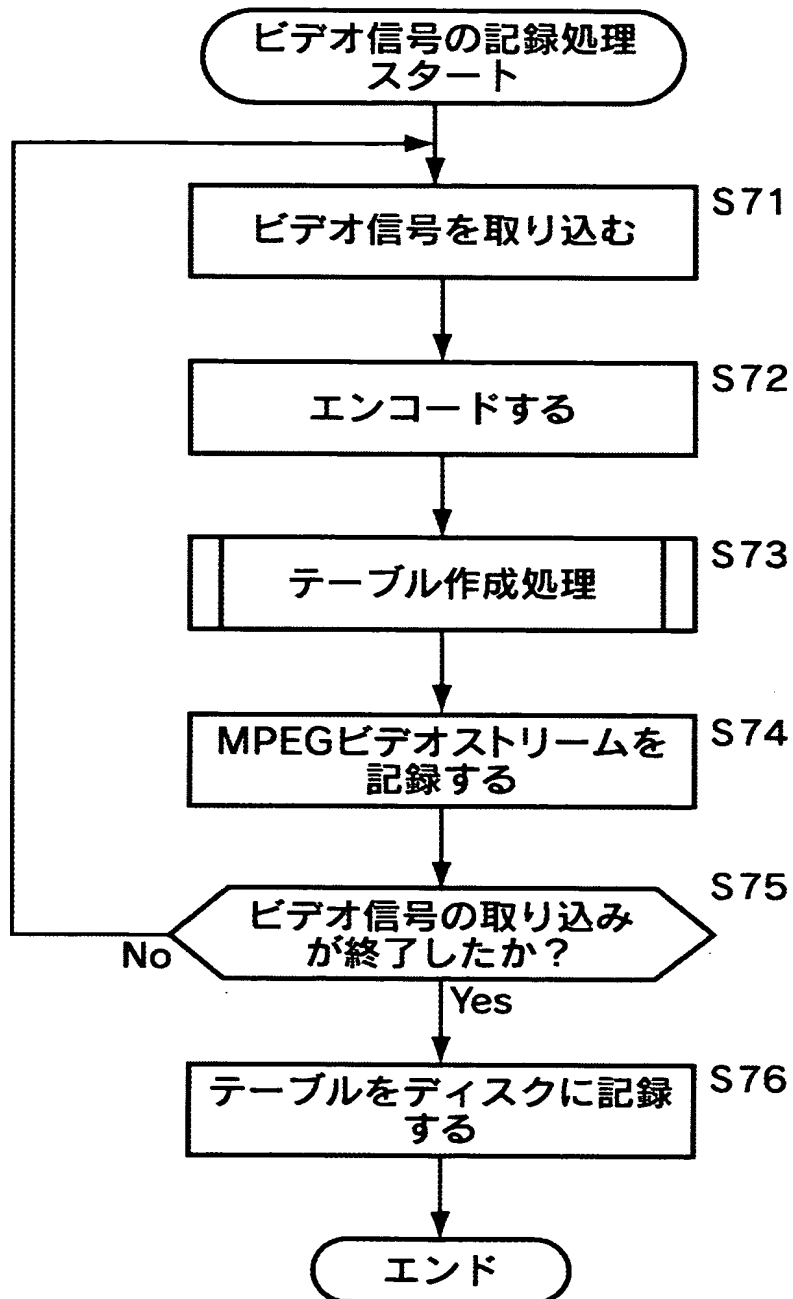 ビデオ信号の記録処理
スタート
S71
ビデオ信号を取り込む
S72
エンコードする
S73
テーブル作成処理
S74
MPEGビデオストリームを
記録する
S75
ビデオ信号の取り込み
が終了したか?
No
Yes
S76
テーブルをディスクに記録
する
エンド